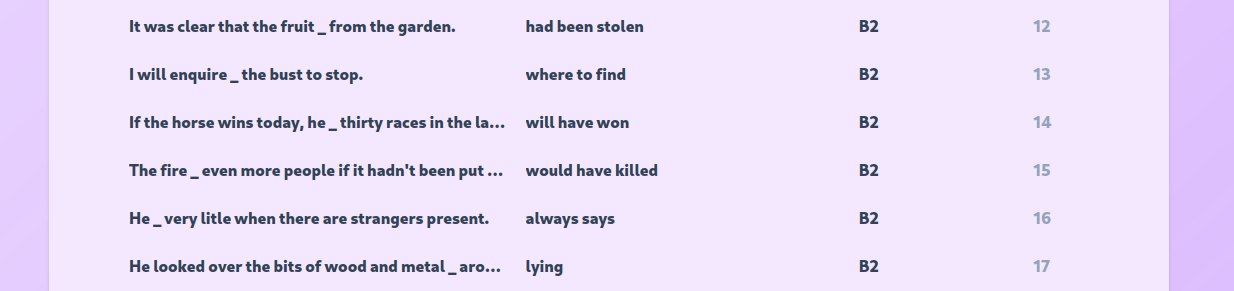 It was clear that the fruit _ from the garden. had been stolen B2 12
I will enquire _ the bust to stop. where to find B2 13
If the horse wins today, he _ thirty races in the la... will have won B2 14
The fire _ even more people if it hadn't been put ... would have killed B2 15
He _ very litle when there are strangers present. always says B2 16
He looked over the bits of wood and metal _ aro... lying B2 17